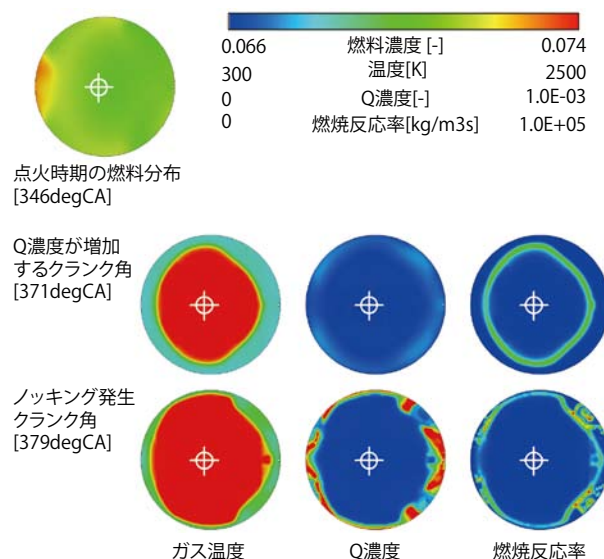 0.066 燃料濃度 [-] 0.074
300 温度[K] 2500
0 Q濃度[-] 1.0E-03
0 燃焼反応率[kg/m3s] 1.0E+05
点火時期の燃料分布
[346degCA]
Q濃度が増加
するクランク角
[371degCA]
ノッキング発生
クランク角
[379degCA]
ガス温度 Q濃度 燃焼反応率